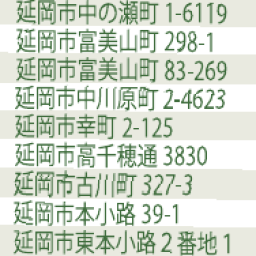 延岡市中の瀬町 1-6119
延岡市富美山町 298-1
延岡市富美山町 83-269
延岡市中川原町 2-4623
延岡市幸町 2-125
延岡市高千穂通 3830
延岡市古川町 327-3
延岡市本小路 39-1
延岡市東本小路 2 番地 1